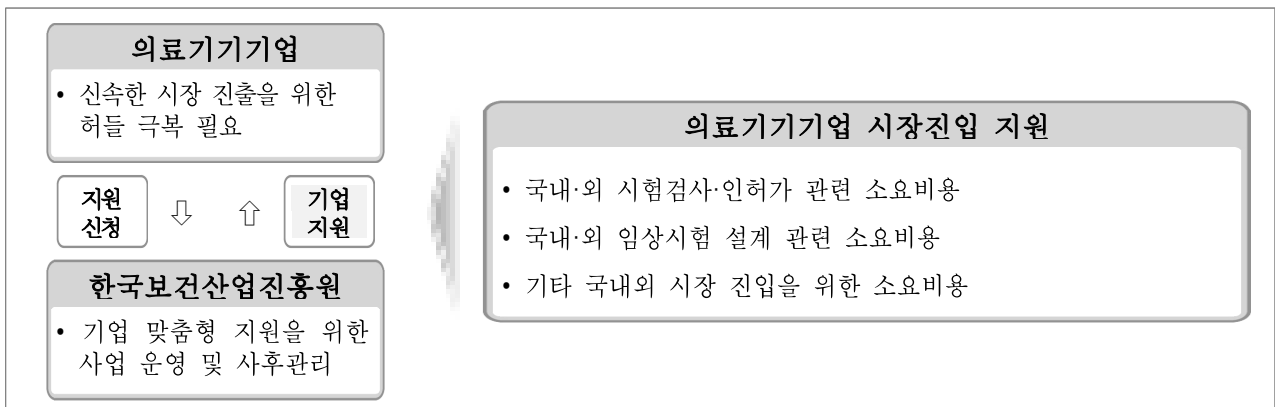 의료기기기업
• 신속한 시장 진출을 위한
허들 극복 필요
지원
신청
⇩
⇧
기업
지원
한국보건산업진흥원
• 기업 맞춤형 지원을 위한
사업 운영 및 사후관리
의료기기기업 시장진입 지원
• 국내·외 시험검사·인허가 관련 소요비용
• 국내·외 임상시험 설계 관련 소요비용
• 기타 국내외 시장 진입을 위한 소요비용